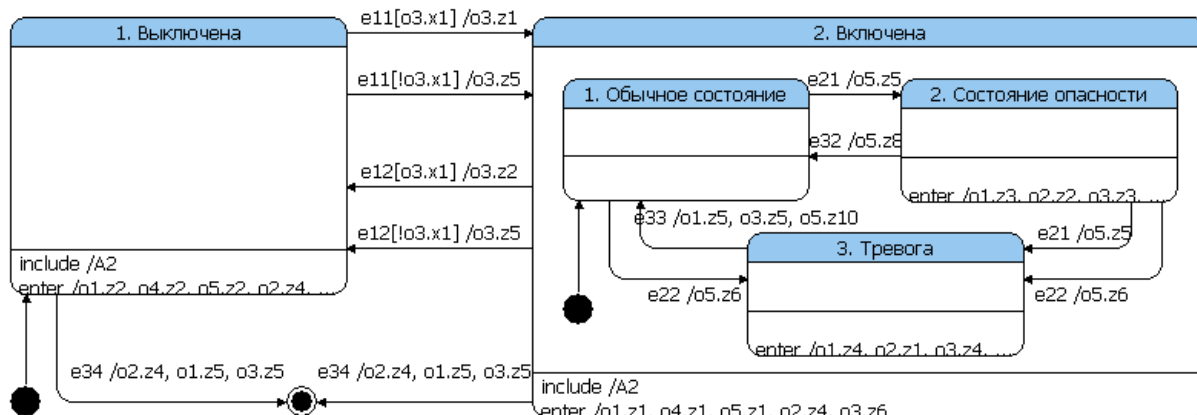 e11[o3.x1] /o3.z1
1. Выключена
2. Включена
e11[!o3.x1] /o3.z5
1. Обычное состояние
e21 /o5.z5
2. Состояние опасности
e32 /o5.z8
e12[o3.x1] /o3.z2
enter /o1.z3, o2.z2, o3.z3, ...
e33 /o1.z5, o3.z5, o5.z10
e12[!o3.x1] /o3.z5
e21 /o5.z5
3. Тревога
include /A2
enter /o1.z2, o4.z2, o5.z2, o2.z4, ...
e22 /o5.z6
e22 /o5.z6
enter /o1.z4, o2.z1, o3.z4, ...
e34 /o2.z4, o1.z5, o3.z5
e34 /o2.z4, o1.z5, o3.z5
include /A2
enter /o1.z1, o4.z1, o5.z1, o2.z4, o3.z6